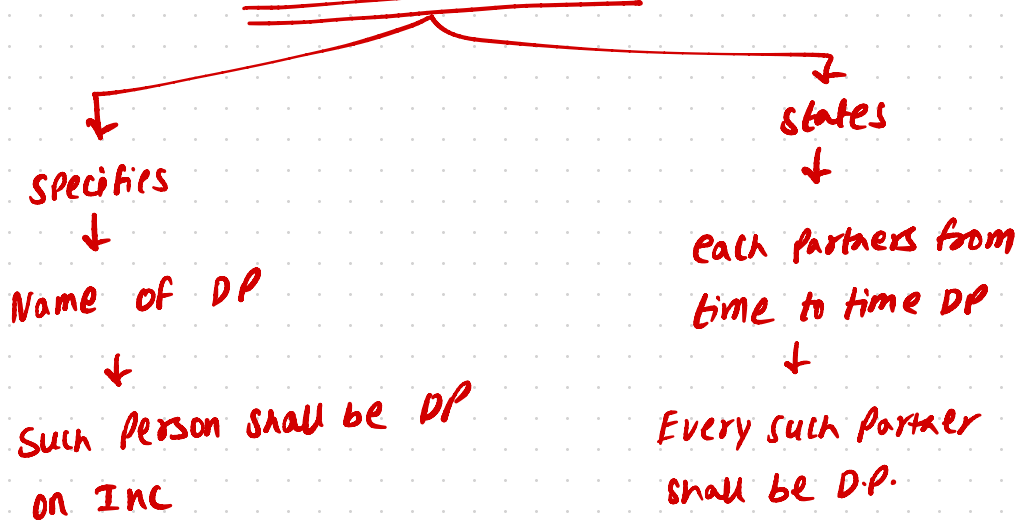 specifies
Name of DP
Such Person shall be DP
on Inc
states
each partners from
time to time DP
Every such Partner
shall be D.P.